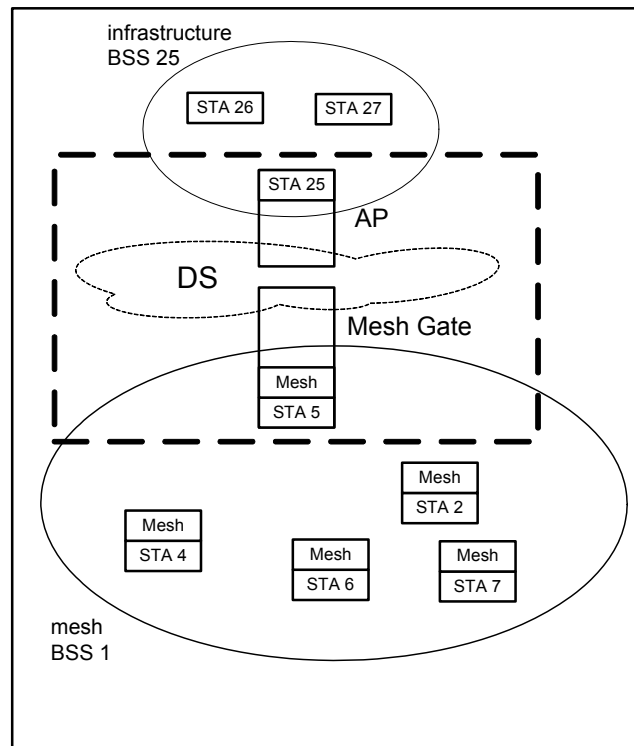 infrastructure
BSS 25
STA 26
STA 27
STA 25
AP
DS
Mesh Gate
Mesh
STA 5
Mesh
STA 2
Mesh
STA 4
Mesh
STA 6
Mesh
STA 7
mesh
BSS 1